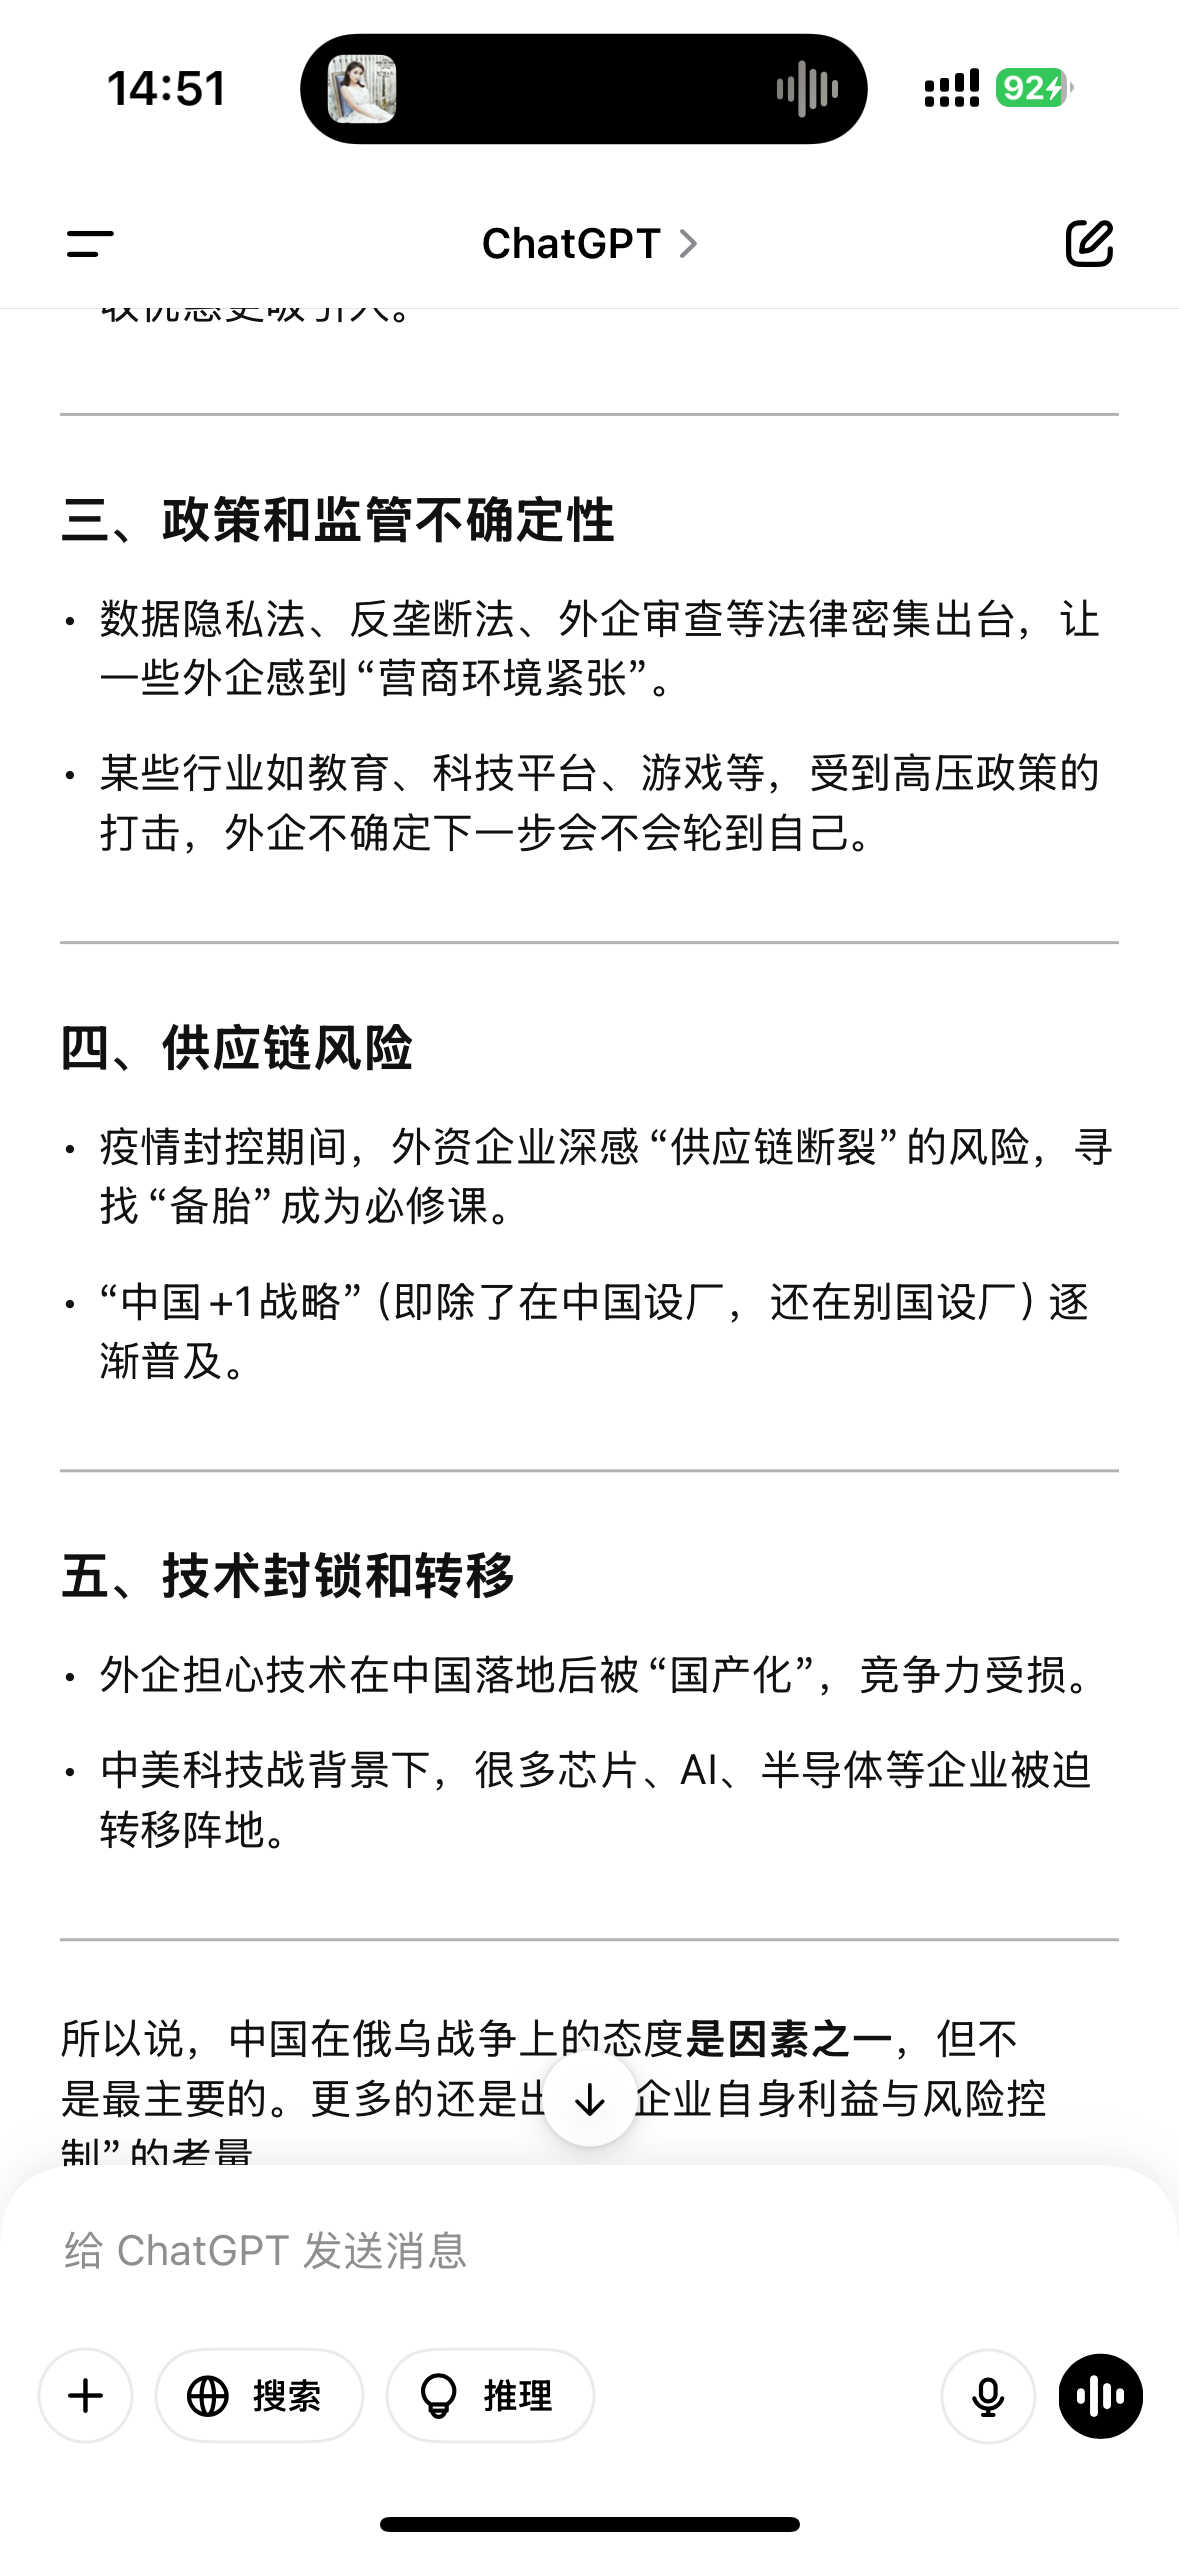 14:51
92
ChatGPT
收优惠更吸引人。
三、政策和监管不确定性
• 数据隐私法、反垄断法、外企审查等法律密集出台，让
一些外企感到“营商环境紧张”。
• 某些行业如教育、科技平台、游戏等，受到高压政策的
打击，外企不确定下一步会不会轮到自己。
四、供应链风险
• 疫情封控期间，外资企业深感“供应链断裂”的风险，寻
找“备胎”成为必修课。
• “中国+1战略”（即除了在中国设厂，还在别国设厂）逐
渐普及。
五、技术封锁和转移
• 外企担心技术在中国落地后被“国产化”，竞争力受损。
• 中美科技战背景下，很多芯片、AI、半导体等企业被迫
转移阵地。
所以说，中国在俄乌战争上的态度是因素之一，但不
是最主要的。更多的还是出 企业自身利益与风险控
制”的考量
给 ChatGPT 发送消息
搜索
推理